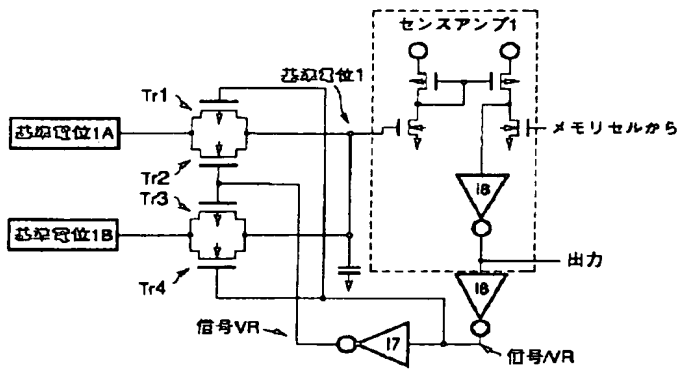 センスアンプ1
基準電位1
Tr1
基準電位1A
メモリセルから
Tr2
Tr3
I8
基準電位1B
出力
Tr4
I8
信号VR
I7
信号/VR